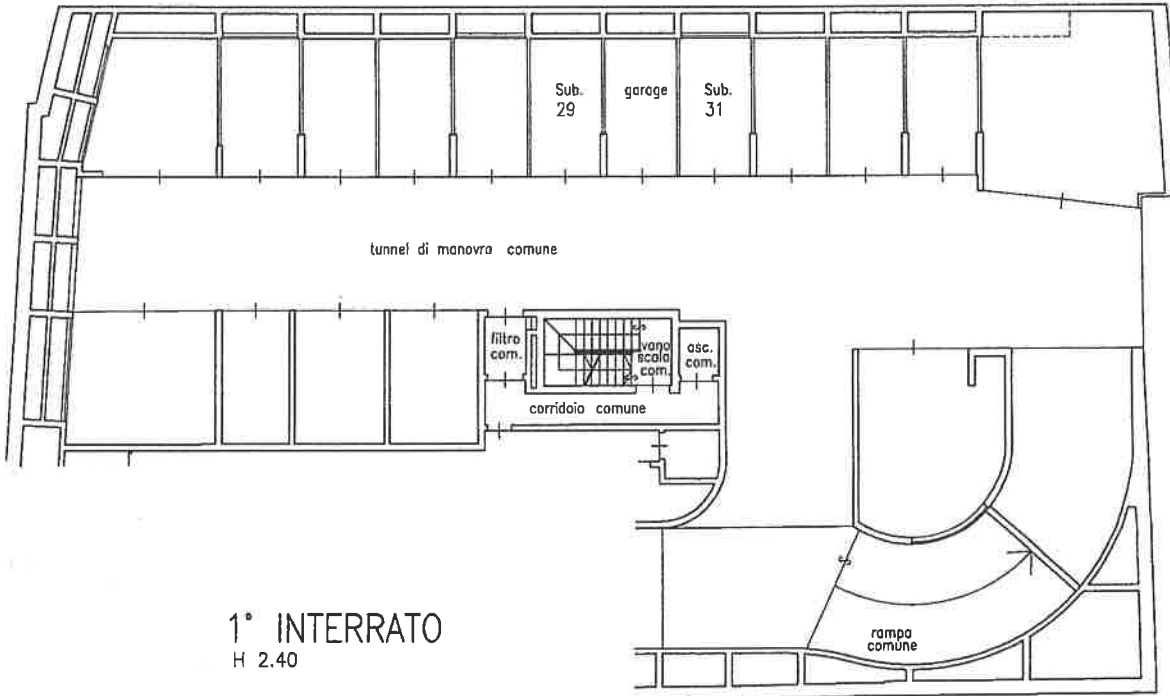 Sub.
29
garage
Sub.
31
tunnel di manovra comune
filtro
com.
vano
scala
com.
asc.
com.
corridoio comune
rampa
comune
1° INTERRATO
H 2.40